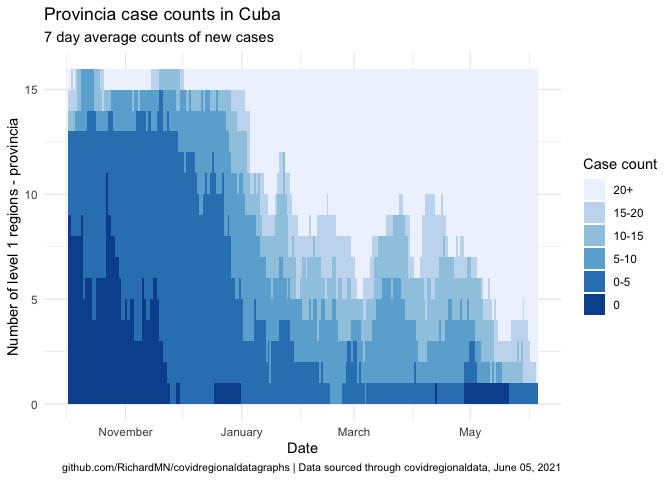 Provincia case counts in Cuba
7 day average counts of new cases
Number of level 1 regions - provincia
15
10
5
0
November
January
March
May
Date
Case count
20+
15-20
10-15
5-10
0-5
0
github.com/RichardMN/covidregionaldatagraphs | Data sourced through covidregionaldata, June 05, 2021